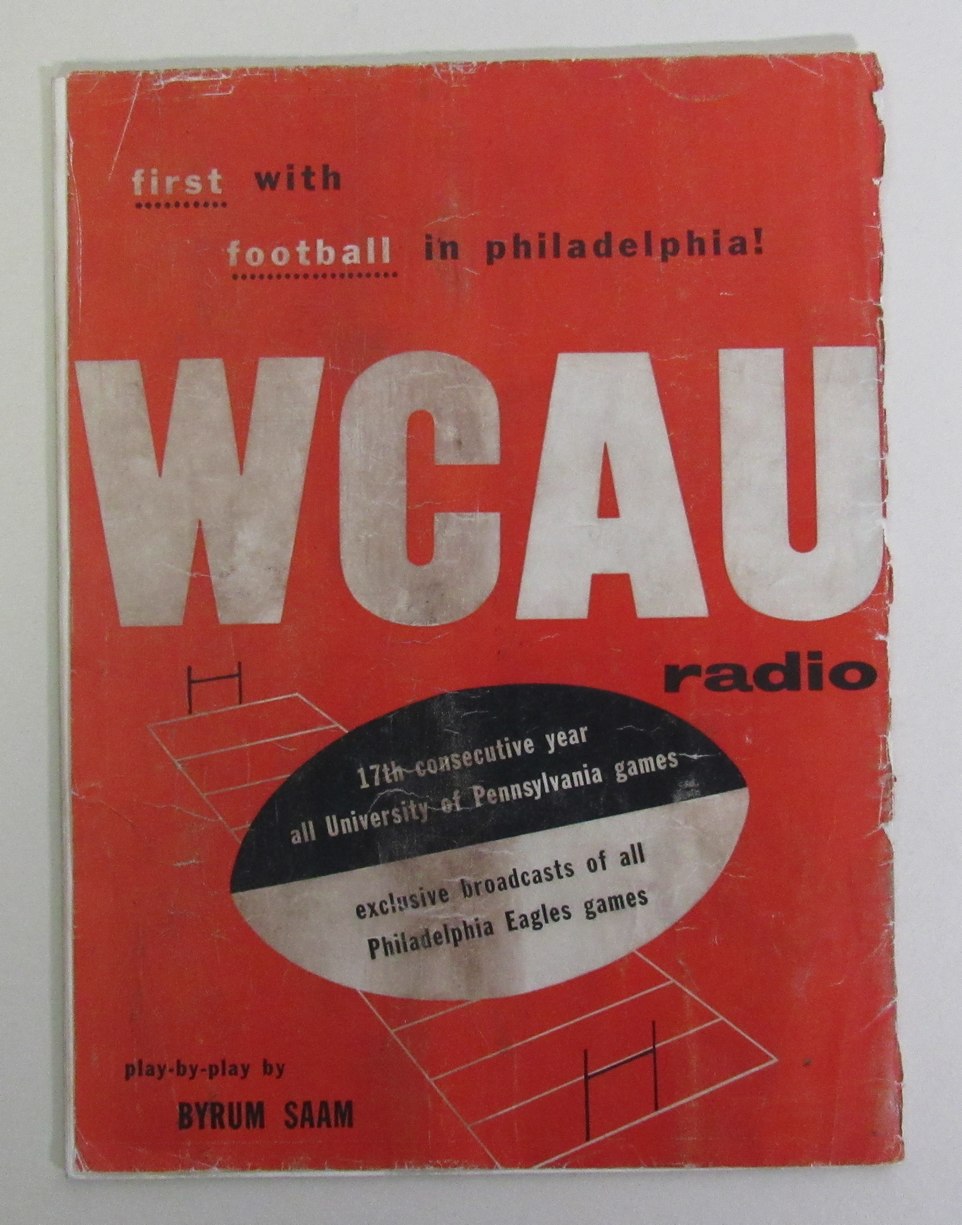 first with
football in philadelphia!
WCAU
radio
17th consecutive year
all University of Pennsylvania games
exclusive broadcasts of all
Philadelphia Eagles games
play-by-play by
BYRUM SAAM